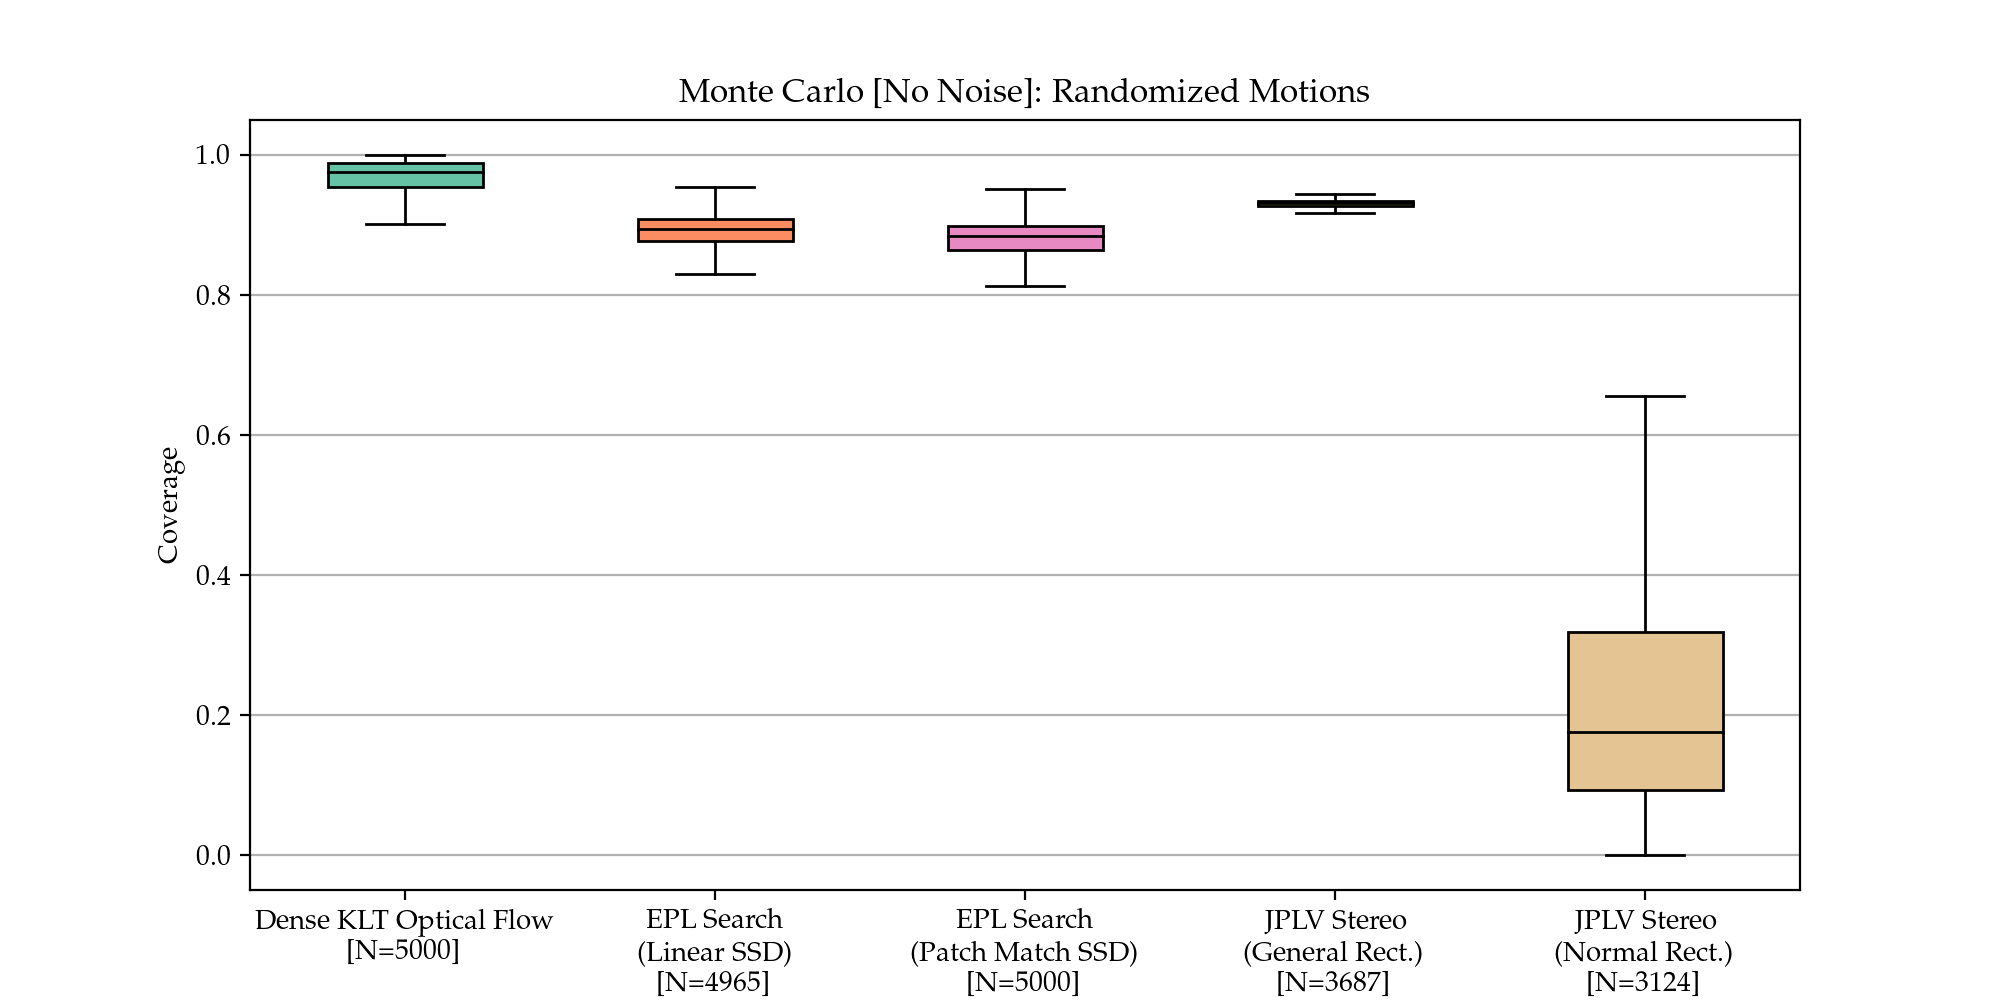 Monte Carlo [No Noise]: Randomized Motions
Coverage
1.0
0.8
0.6
0.4
0.2
0.0
Dense KLT Optical Flow
[N=5000]
EPL Search
(Linear SSD)
[N=4965]
EPL Search
(Patch Match SSD)
[N=5000]
JPLV Stereo
(General Rect.)
[N=3687]
JPLV Stereo
(Normal Rect.)
[N=3124]